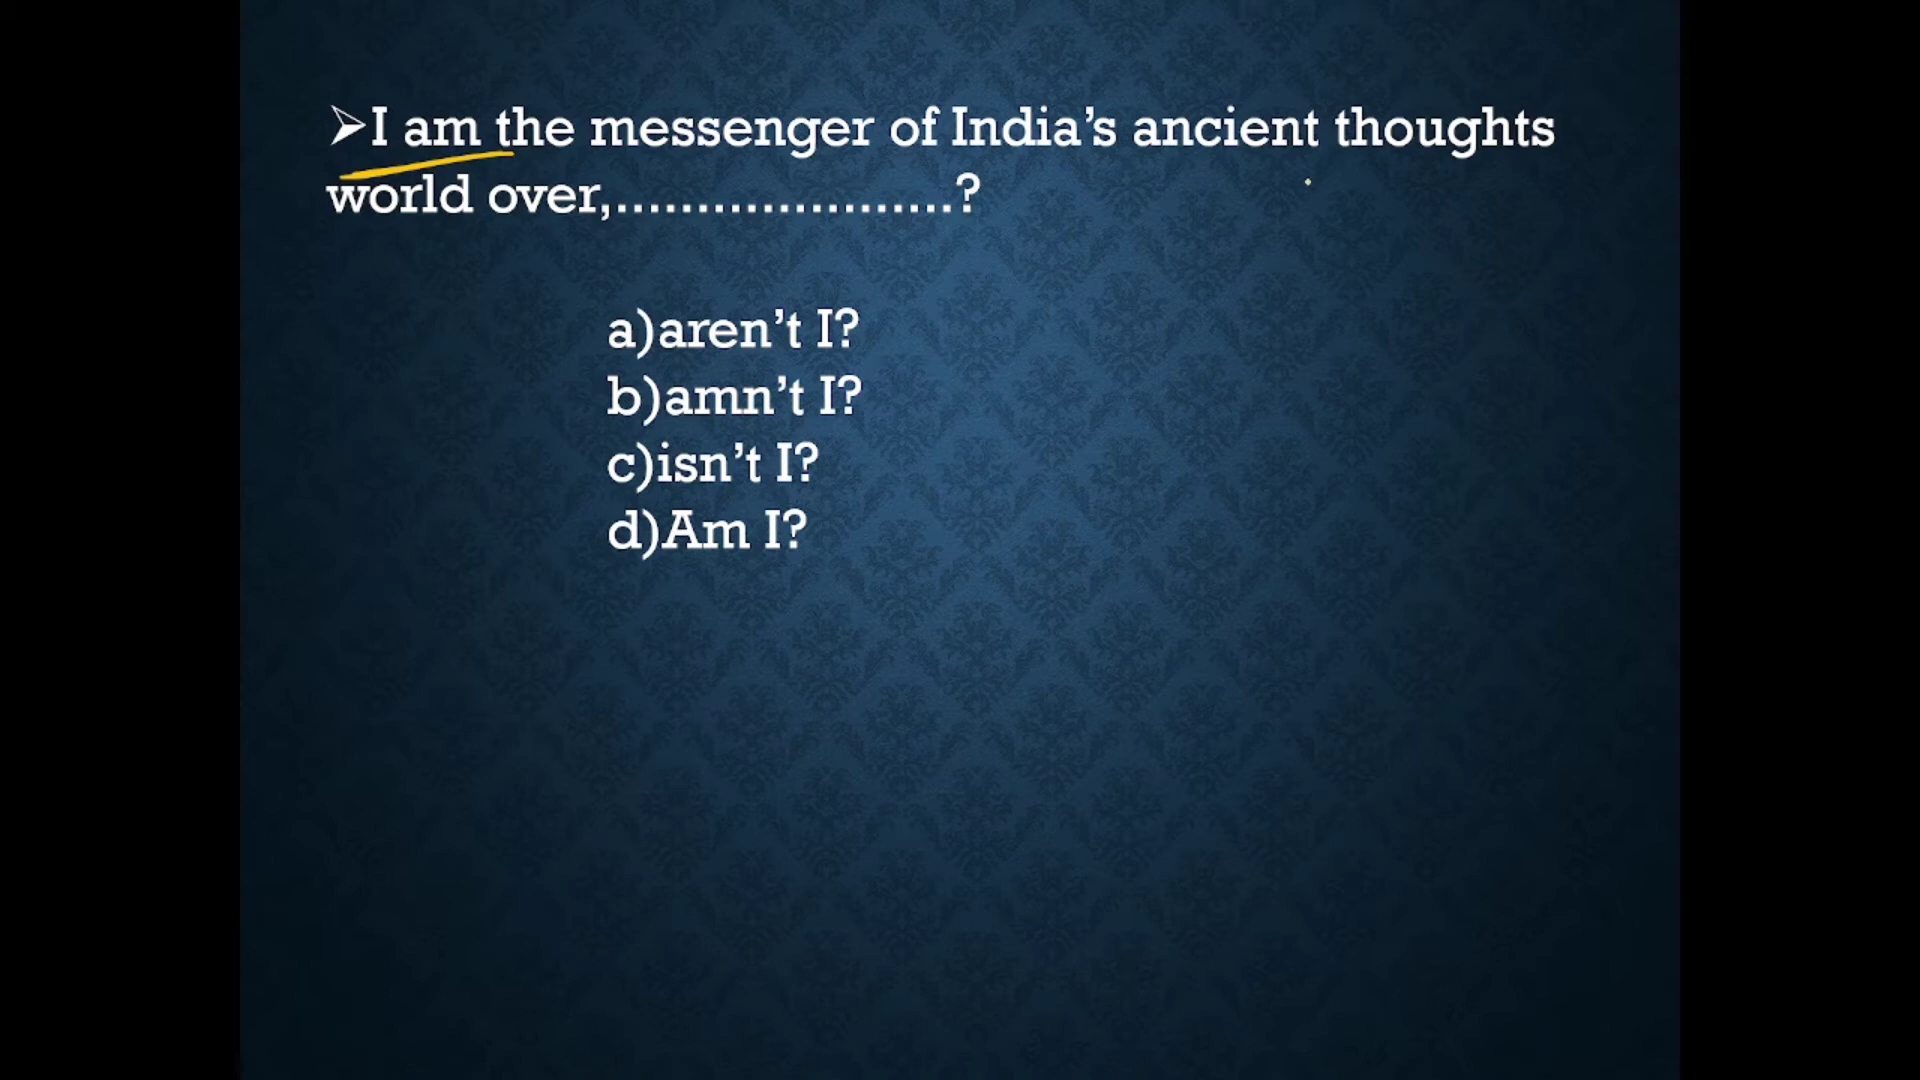 ➢I am the messenger of India’s ancient thoughts
world over,.....................?
a)aren’t I?
b)amn’t I?
c)isn’t I?
d)Am I?